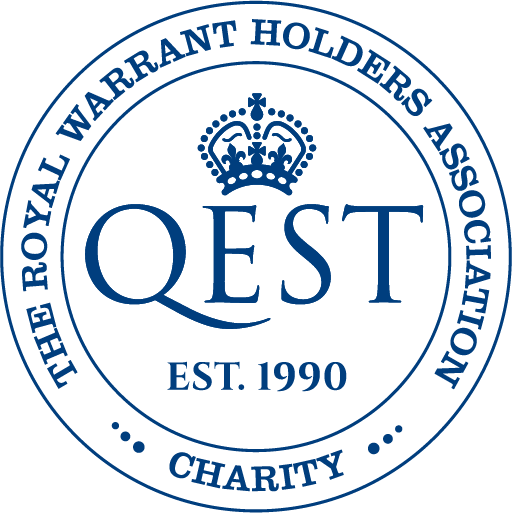 THE ROYAL WARRANT HOLDERS ASSOCIATION
QEST
EST. 1990
CHARITY